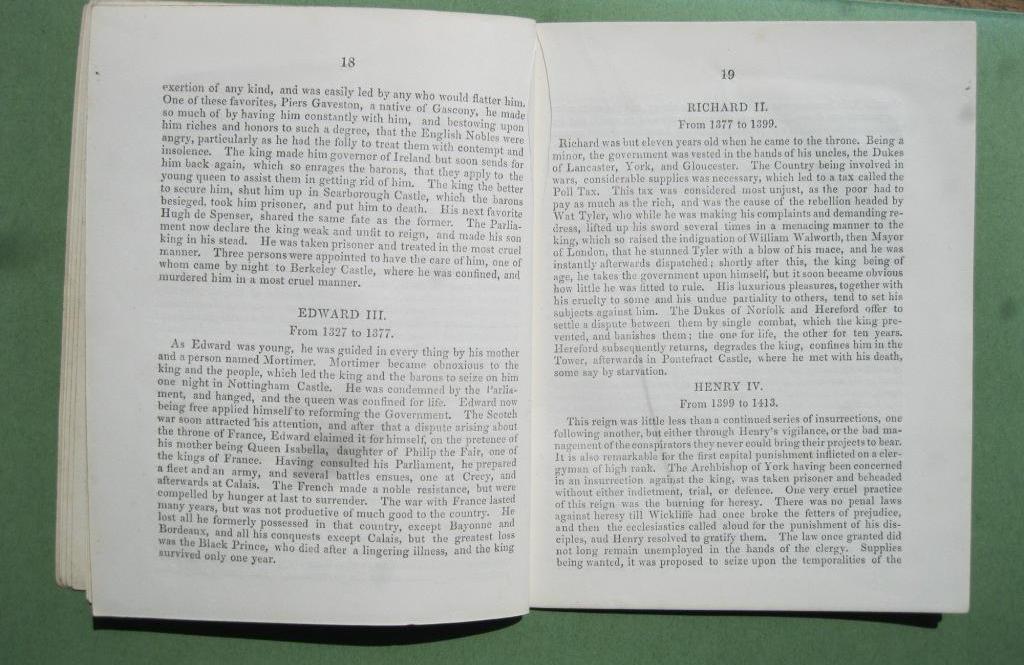 18
exertion of any kind, and was easily led by any who would flatter him.
One of these favorites, Piers Gaveston, a native of Gascony, he made
so much of by having him constantly with him, and bestowing upon
him riches and honors to such a degree, that the English Nobles were
angry, particularly as he had the folly to treat them with contempt and
insolence. The king made him governor of Ireland but soon sends for
him back again, which so enrages the barons, that they apply to the
young queen to assist them in getting rid of him. The king the better
to secure him, shut him up in Scarborough Castle, which the barons
besieged, took him prisoner, and put him to death. His next favorite
Hugh de Spenser, shared the same fate as the former. The Parlia-
ment now declare the king weak and unfit to reign, and made his son
king in his stead. He was taken prisoner and treated in the most cruel
manner. Three persons were appointed to have the care of him, one of
whom came by night to Berkeley Castle, where he was confined, and
murdered him in a most cruel manner.
EDWARD III.
From 1327 to 1377.
As Edward was young, he was guided in every thing by his mother
and a person named Mortimer. Mortimer became obnoxious to the
king and the people, which led the king and the barons to seize on him
one night in Nottingham Castle. He was condemned by the Parlia-
ment, and hanged, and the queen was confined for life. Edward now
being free applied himself to reforming the Government. The Scotch
war soon attracted his attention, and after that a dispute arising about
the throne of France, Edward claimed it for himself, on the pretence of
his mother being Queen Isabella, daughter of Philip the Fair, one of
the kings of France. Having consulted his Parliament, he prepared
a fleet and an army, and several battles ensues, one at Crecy, and
afterwards at Calais. The French made a noble resistance, but were
compelled by hunger at last to surrender. The war with France lasted
many years, but was not productive of much good to the country. He
lost all he formerly possessed in that country, except Bayonne and
Bordeaux, and all his conquests except Calais, but the greatest loss
was the Black Prince, who died after a lingering illness, and the king
survived only one year.
19
RICHARD II.
From 1377 to 1399.
Richard was but eleven years old when he came to the throne. Being a
minor, the government was vested in the hands of his uncles, the Dukes
of Lancaster, York, and Gloucester. The Country being involved in
wars, considerable supplies was necessary, which led to a tax called the
Poll Tax. This tax was considered most unjust, as the poor had to
pay as much as the rich, and was the cause of the rebellion headed by
Wat Tyler, who while he was making his complaints and demanding re-
dress, lifted up his sword several times in a menacing manner to the
king, which so raised the indignation of William Walworth, then Mayor
of London, that he stunned Tyler with a blow of his mace, and he was
instantly afterwards dispatched; shortly after this, the king being of
age, he takes the government upon himself, but it soon became obvious
how little he was fitted to rule. His luxurious pleasures, together with
his cruelty to some and his undue partiality to others, tend to set his
subjects against him. The Dukes of Norfolk and Hereford offer to
settle a dispute between them by single combat, which the king pre-
vented, and banishes them; the one for life, the other for ten years.
Hereford subsequently returns, degrades the king, confines him in the
Tower, afterwards in Pontefract Castle, where he met with his death,
some say by starvation.
HENRY IV.
From 1399 to 1413.
This reign was little less than a continued series of insurrections, one
following another, but either through Henry's vigilance, or the bad ma-
nagement of the conspirators they never could bring their projects to bear.
It is also remarkable for the first capital punishment inflicted on a cler-
gyman of high rank. The Archbishop of York having been concerned
in an insurrection against the king, was taken prisoner and beheaded
without either indictment, trial, or defence. One very cruel practice
of this reign was the burning for heresy. There was no penal laws
against heresy till Wickliffe had once broke the fetters of prejudice,
and then the ecclesiastics called aloud for the punishment of his dis-
ciples, aud Henry resolved to gratify them. The law once granted did
not long remain unemployed in the hands of the clergy. Supplies
being wanted, it was proposed to seize upon the temporalities of the